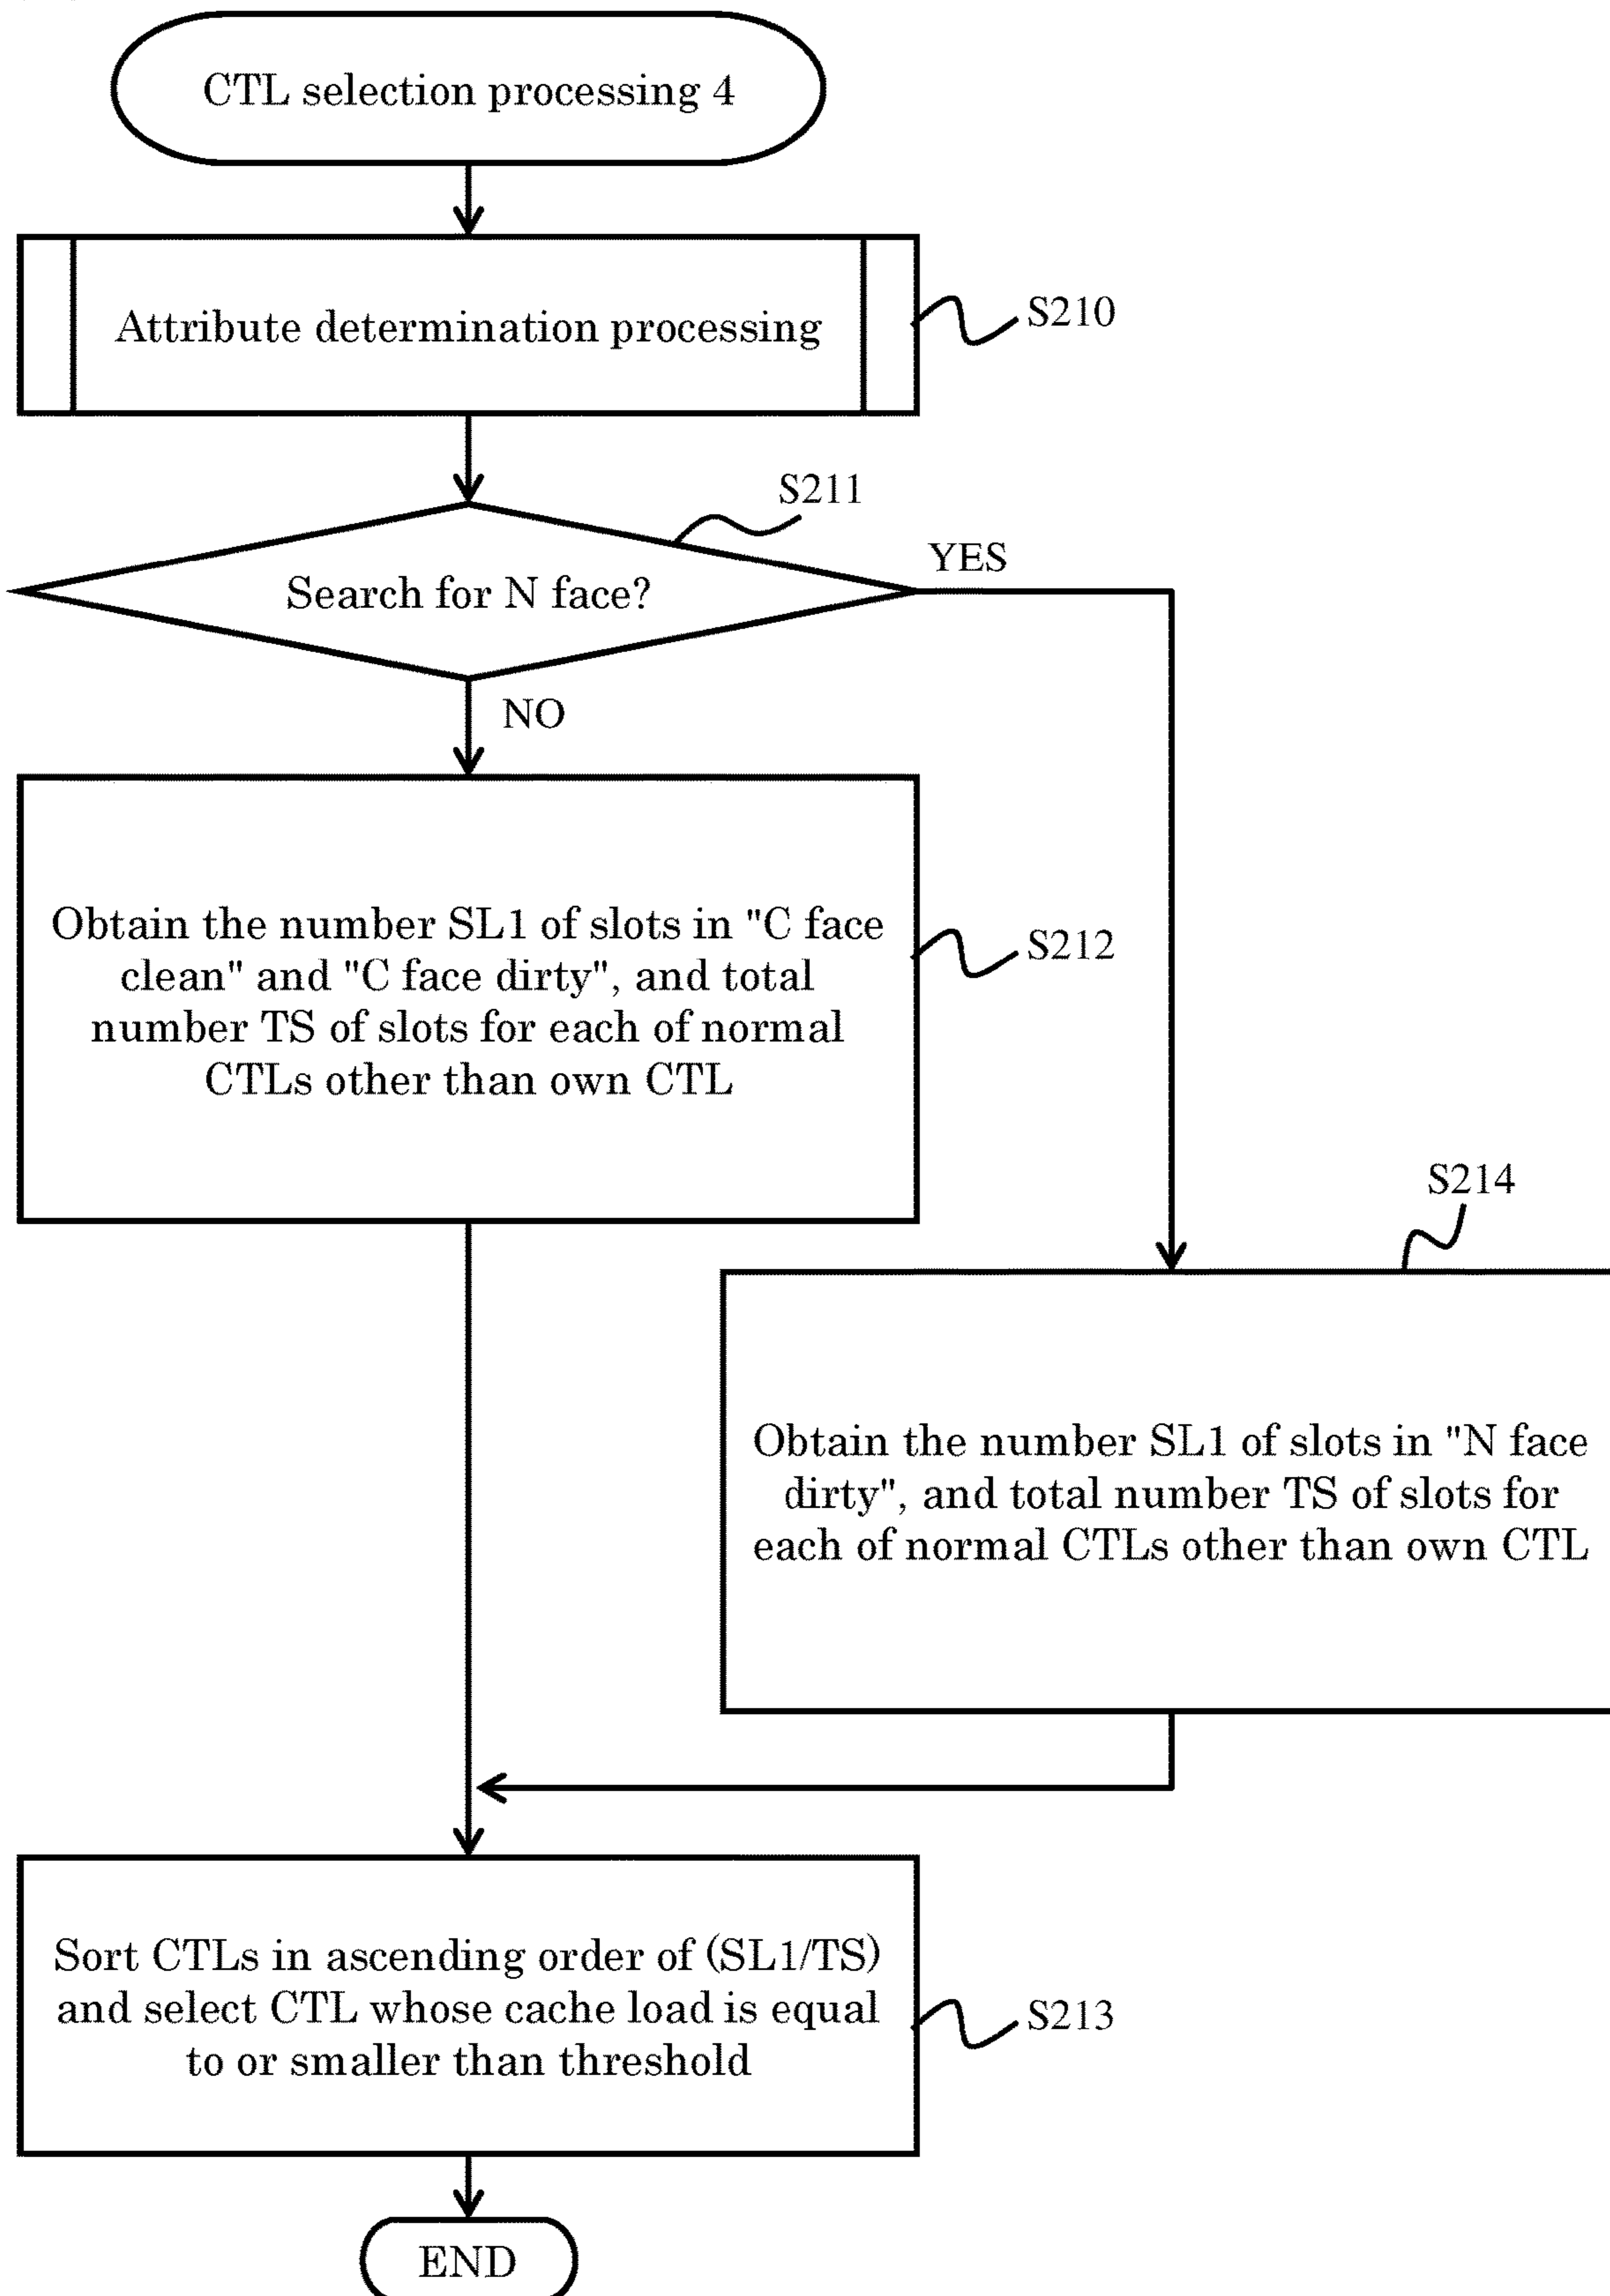 CTL selection processing 4
Attribute determination processing
S210
S211
Search for N face?
YES
NO
Obtain the number SL1 of slots in "C face
clean" and "C face dirty", and total
number TS of slots for each of normal
CTLs other than own CTL
S212
S214
Obtain the number SL1 of slots in "N face
dirty", and total number TS of slots for
each of normal CTLs other than own CTL
Sort CTLs in ascending order of (SL1/TS)
and select CTL whose cache load is equal
to or smaller than threshold
S213
END